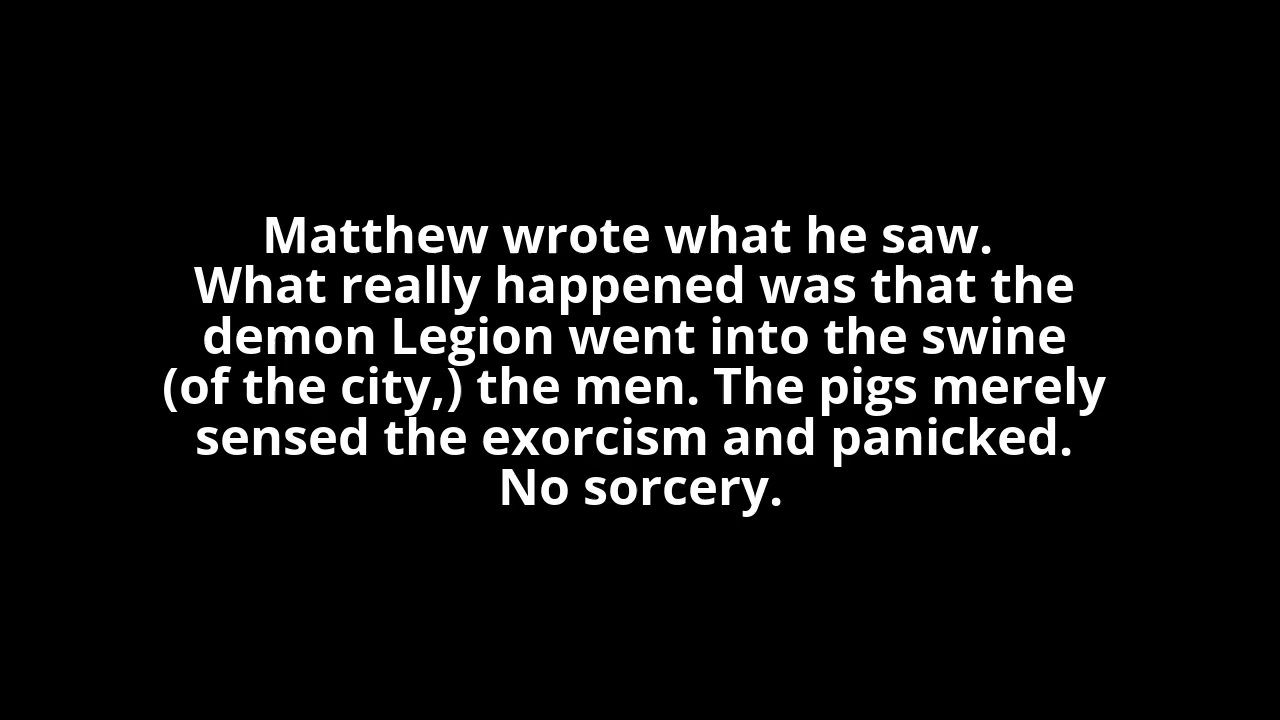 Matthew wrote what he saw.
What really happened was that the
demon Legion went into the swine
(of the city,) the men. The pigs merely
sensed the exorcism and panicked.
No sorcery.